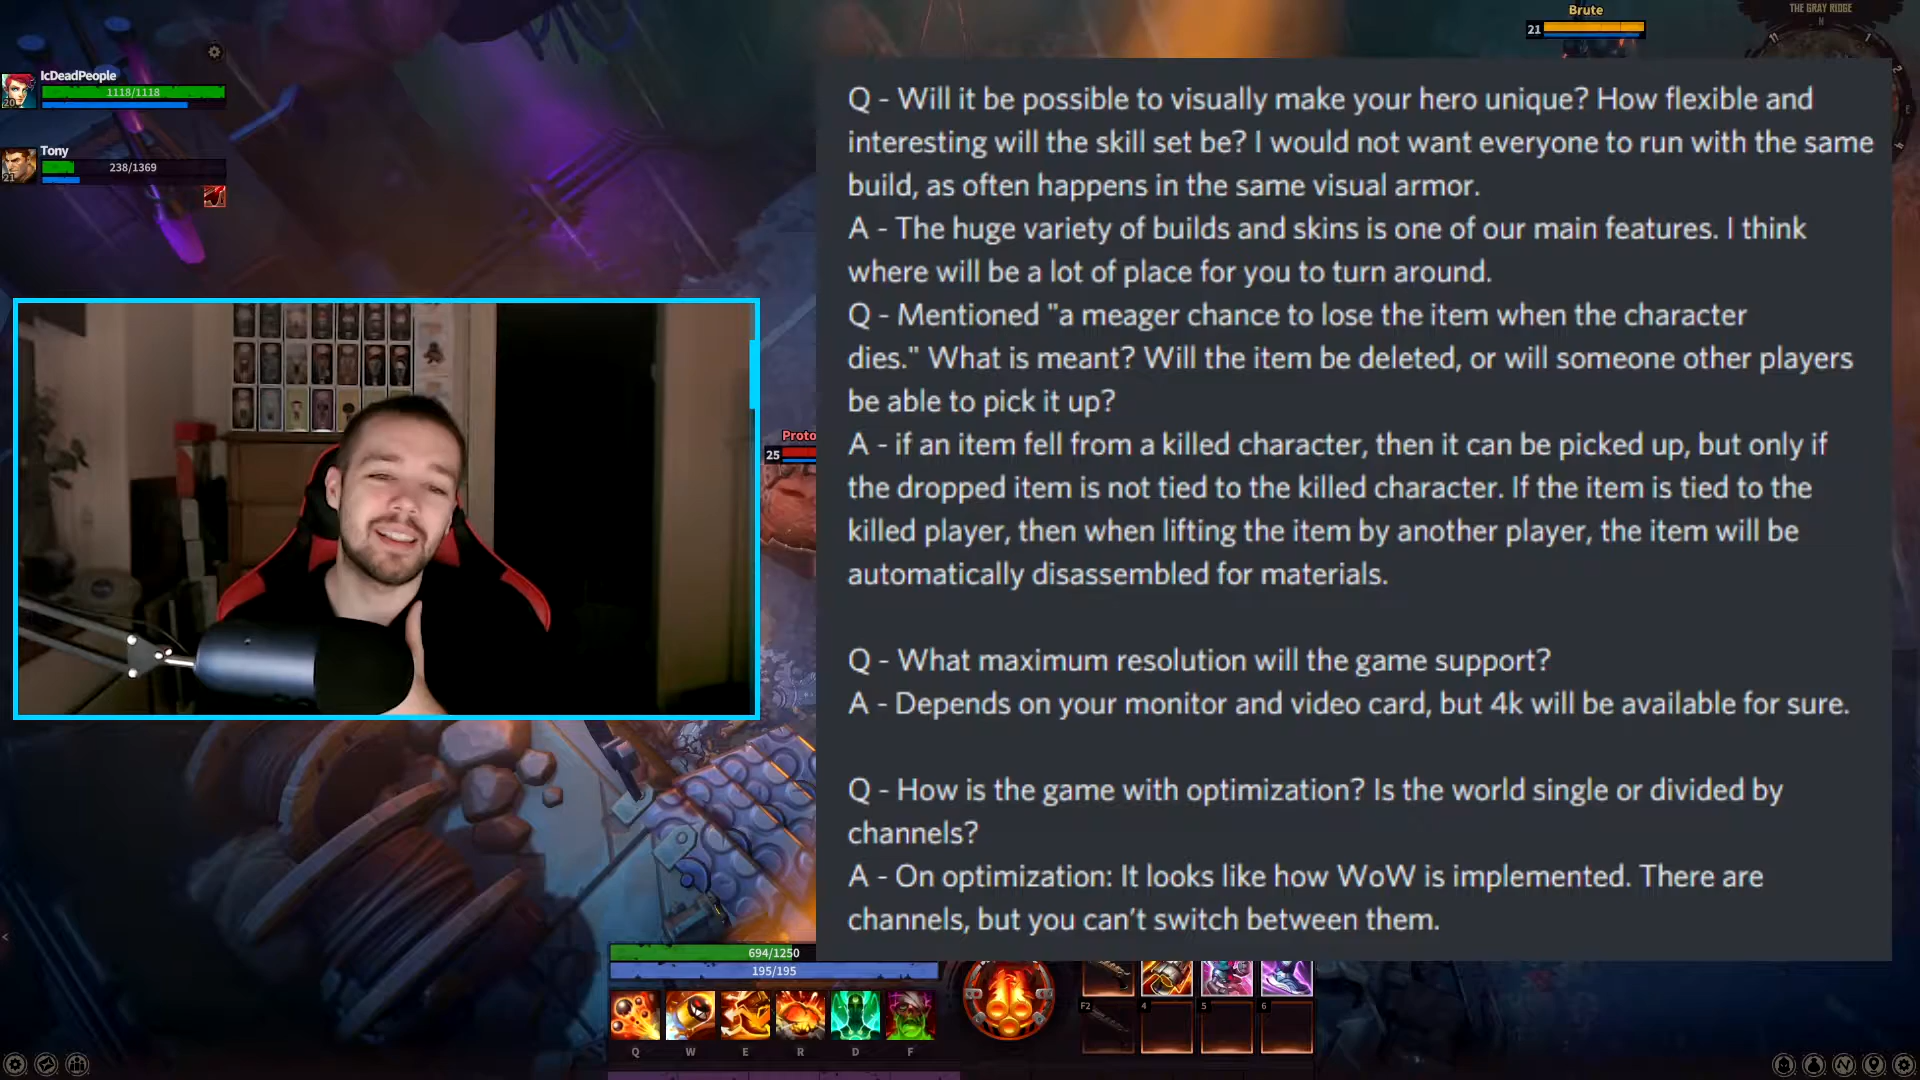 Brute
21
THE GRAY RIDGE
N
IcDeadPeople
1118/1118
20
Tony
238/1369
21
Q - Will it be possible to visually make your hero unique? How flexible and
interesting will the skill set be? I would not want everyone to run with the same
build, as often happens in the same visual armor.
A - The huge variety of builds and skins is one of our main features. I think
where will be a lot of place for you to turn around.
Q - Mentioned "a meager chance to lose the item when the character
dies." What is meant? Will the item be deleted, or will someone other players
be able to pick it up?
A - if an item fell from a killed character, then it can be picked up, but only if
the dropped item is not tied to the killed character. If the item is tied to the
killed player, then when lifting the item by another player, the item will be
automatically disassembled for materials.
Q - What maximum resolution will the game support?
A - Depends on your monitor and video card, but 4k will be available for sure.
Q - How is the game with optimization? Is the world single or divided by
channels?
A - On optimization: It looks like how WoW is implemented. There are
channels, but you can't switch between them.
Proto
25
694/1250
195/195
F2 4 5 6
Q W E R D F